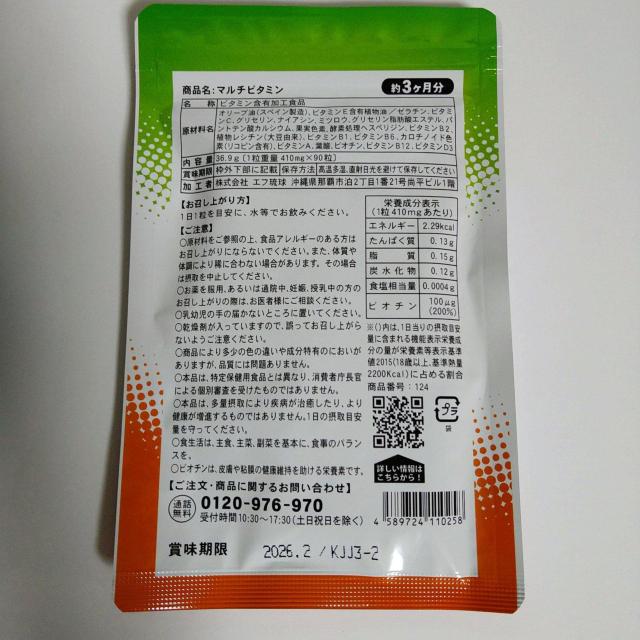 商品名:マルチビタミン
約3ヶ月分
名 称 ビタミン含有加工食品
原材料名 オリーブ油(スペイン製造)、ビタミンE含有植物油/ゼラチン、ビタ
ミンC、グリセリン、ナイアシン、ミツロウ、グリセリン脂肪酸エステル、パ
ントテン酸カルシウム、果実色素、酵素処理ヘスペリジン、ビタミンB2、
植物レシチン(大豆由来)、ビタミンB1、ビタミンB6、カロテノイド色
素(リコピン含有)、ビタミンA、葉酸、ビオチン、ビタミンB12、ビタミンD3
内 容 量 36.9g [1粒重量 410mg×90粒]
賞味期限 枠外下部に記載 保存方法 高温多湿、直射日光を避けて保存してください
加 工 者 株式会社 エフ琉球 沖縄県那覇市泊2丁目1番21号尚平ビル1階
【お召し上がり方】
1日1粒を目安に、水等でお飲みください。
【ご注意】
○原材料をご参照の上、食品アレルギーのある方は
お召し上がりにならないでください。また、体質や
体調により稀に合わない場合があります。その場合
は摂取を中止してください。
○お薬を服用、あるいは通院中、妊娠、授乳中の方の
お召し上がりの際は、お医者様にご相談ください。
○乳幼児の手の届かないところに置いてください。
○乾燥剤が入っていますので、誤ってお召し上がら
ないようご注意ください。
○商品により多少の色の違いや成分特有のにおいが
ありますが、品質には問題ありません。
○本品は、特定保健用食品とは異なり、消費者庁長官
による個別審査を受けたものではありません。
○本品は、多量摂取により疾病が治癒したり、より
健康が増進するものではありません。1日の摂取目安
量を守ってください。
○食生活は、主食、主菜、副菜を基本に、食事のバランス
を。
○ビオチンは、皮膚や粘膜の健康維持を助ける栄養素です。
栄養成分表示
(1粒410mgあたり)
エネルギー 2.29kcal
たんぱく質 0.13g
脂 質 0.15g
炭水化物 0.12g
食塩相当量 0.0004g
ビオチン 100μg
(200%)
※()内は、1日当りの摂取目安
量に含まれる機能表示栄養成
分の量が栄養素等表示基準
値2015(18歳以上、基準熱量
2200Kcal)に占める割合
商品番号:124
プラ
袋
詳しい情報は
こちらから!
4 589724 110258
【ご注文・商品に関するお問い合わせ】
通話
無料
0120-976-970
受付時間10:30~17:30(土日祝日を除く)
賞味期限 2026.2/KJJ3-2